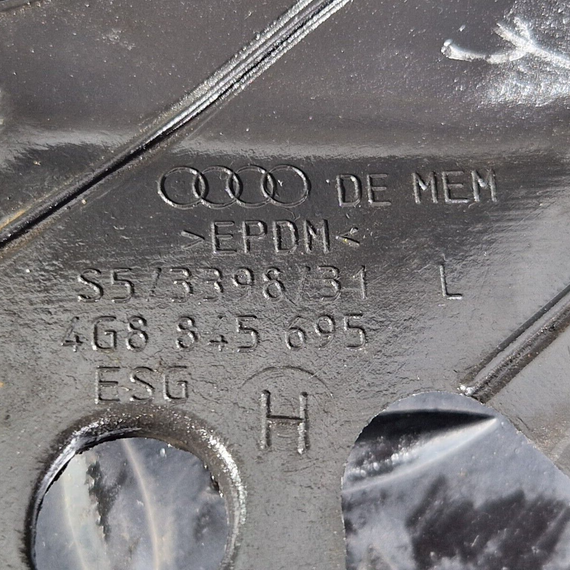 DE MEM
>EPDM<
S5/3398/31 L
4G8 845 695
ESG
H